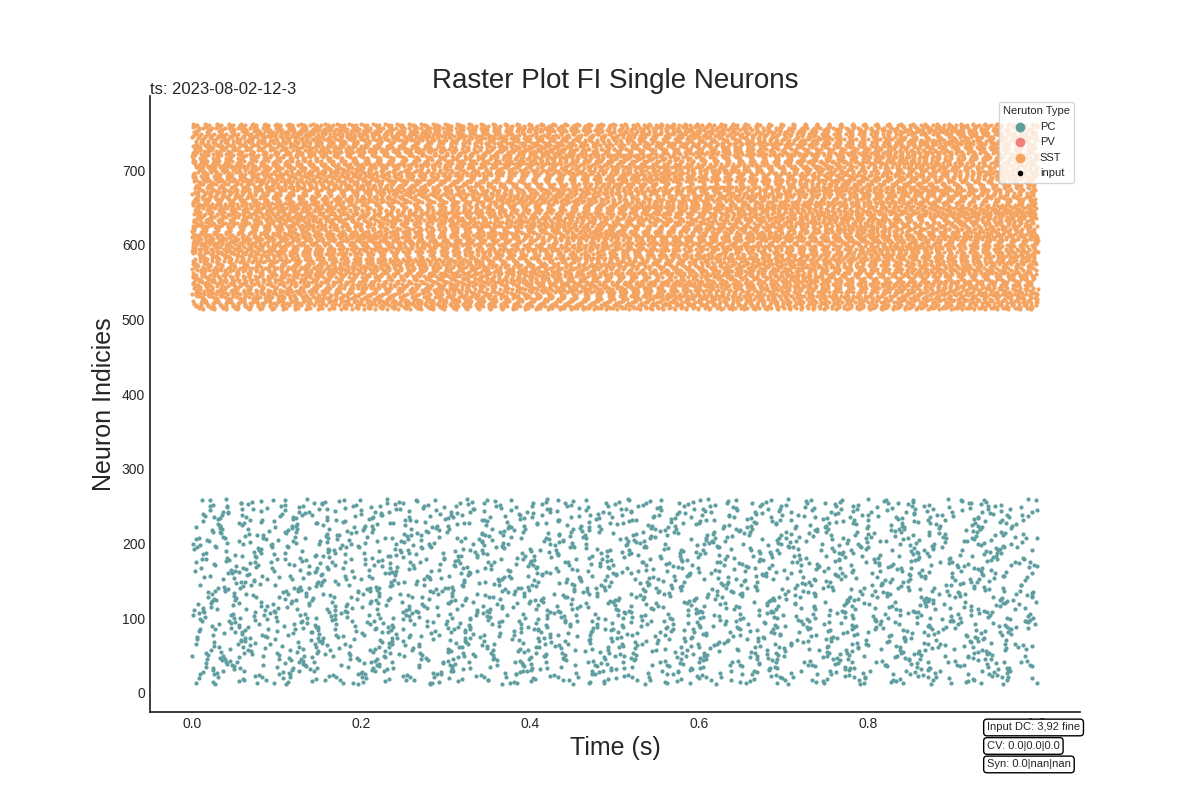 Raster Plot FI Single Neurons
ts: 2023-08-02-12-3
Neruton Type
PC
PV
SST
input
Neuron Indicies
700
600
500
400
300
200
100
0
0.0 0.2 0.4 0.6 0.8
Time (s)
Input DC: 3,92 fine
CV: 0.0|0.0|0.0
Syn: 0.0|nan|nan